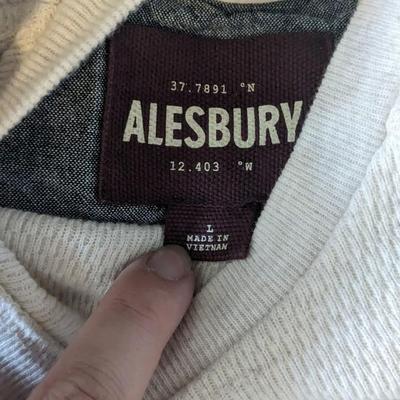 37.7891 °N
ALESBURY
12.403 °W
L
MADE IN
VIETNAM